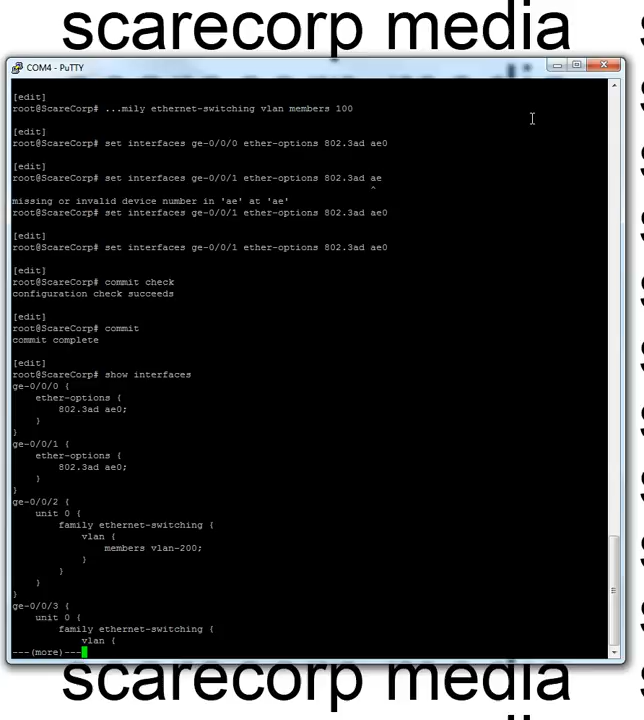 scarecorp media
COM4 - PuTTY
[edit]
root@ScareCorp# ...mily ethernet-switching vlan members 100
[edit]
root@ScareCorp# set interfaces ge-0/0/0 ether-options 802.3ad ae0
[edit]
root@ScareCorp# set interfaces ge-0/0/1 ether-options 802.3ad ae
^
missing or invalid device number in 'ae' at 'ae'
root@ScareCorp# set interfaces ge-0/0/1 ether-options 802.3ad ae0
[edit]
root@ScareCorp# set interfaces ge-0/0/1 ether-options 802.3ad ae0
[edit]
root@ScareCorp# commit check
configuration check succeeds
[edit]
root@ScareCorp# commit
commit complete
[edit]
root@ScareCorp# show interfaces
ge-0/0/0 {
    ether-options {
        802.3ad ae0;
    }
}
ge-0/0/1 {
    ether-options {
        802.3ad ae0;
    }
}
ge-0/0/2 {
    unit 0 {
        family ethernet-switching {
            vlan {
                members vlan-200;
            }
        }
    }
}
ge-0/0/3 {
    unit 0 {
        family ethernet-switching {
            vlan {
---(more)---
scarecorp media